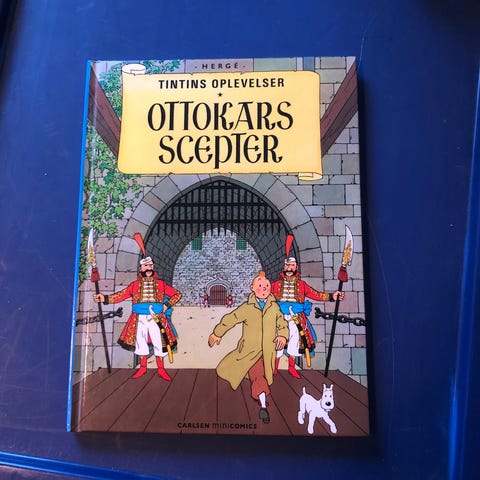 - HERGÉ -
TINTINS OPLEVELSER
OTTOKARS
SCEPTER
CARLSEN miniCOMICS